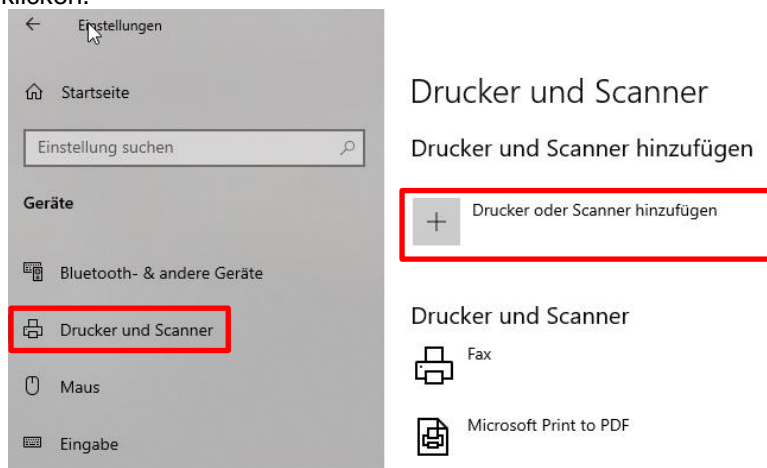 klicken.
Einstellungen
Startseite
Einstellung suchen
Geräte
Bluetooth- & andere Geräte
Drucker und Scanner
Maus
Eingabe
Drucker und Scanner
Drucker und Scanner hinzufügen
Drucker oder Scanner hinzufügen
Drucker und Scanner
Fax
Microsoft Print to PDF